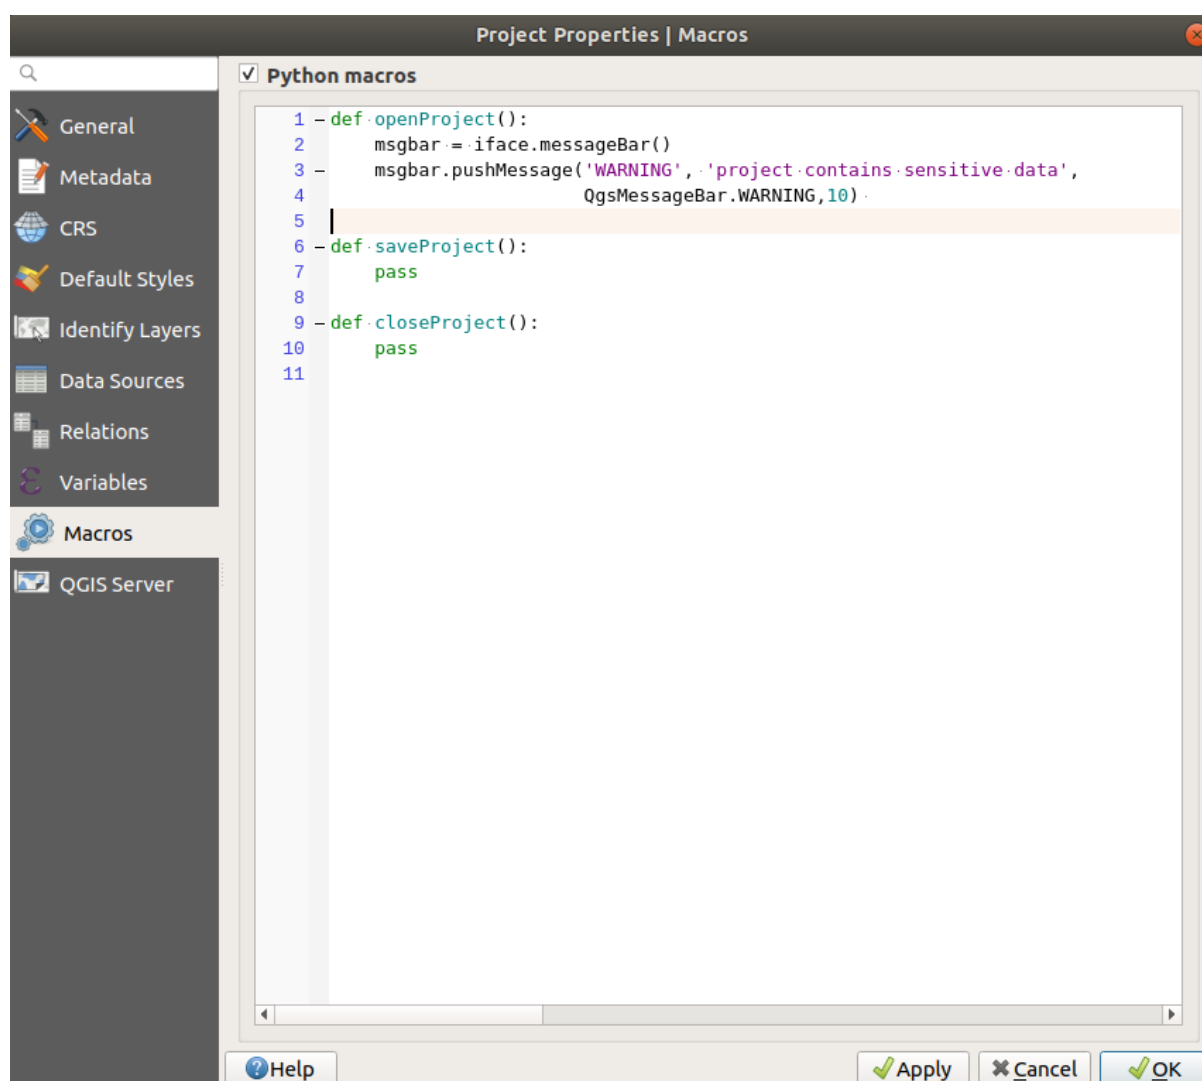 Project Properties | Macros
Python macros
General
Metadata
CRS
Default Styles
Identify Layers
Data Sources
Relations
Variables
Macros
QGIS Server
1 def openProject():
2     msgbar = iface.messageBar()
3     msgbar.pushMessage('WARNING', 'project contains sensitive data',
4                        QgsMessageBar.WARNING,10)
5
6 def saveProject():
7     pass
8
9 def closeProject():
10     pass
11
Help
Apply
Cancel
OK